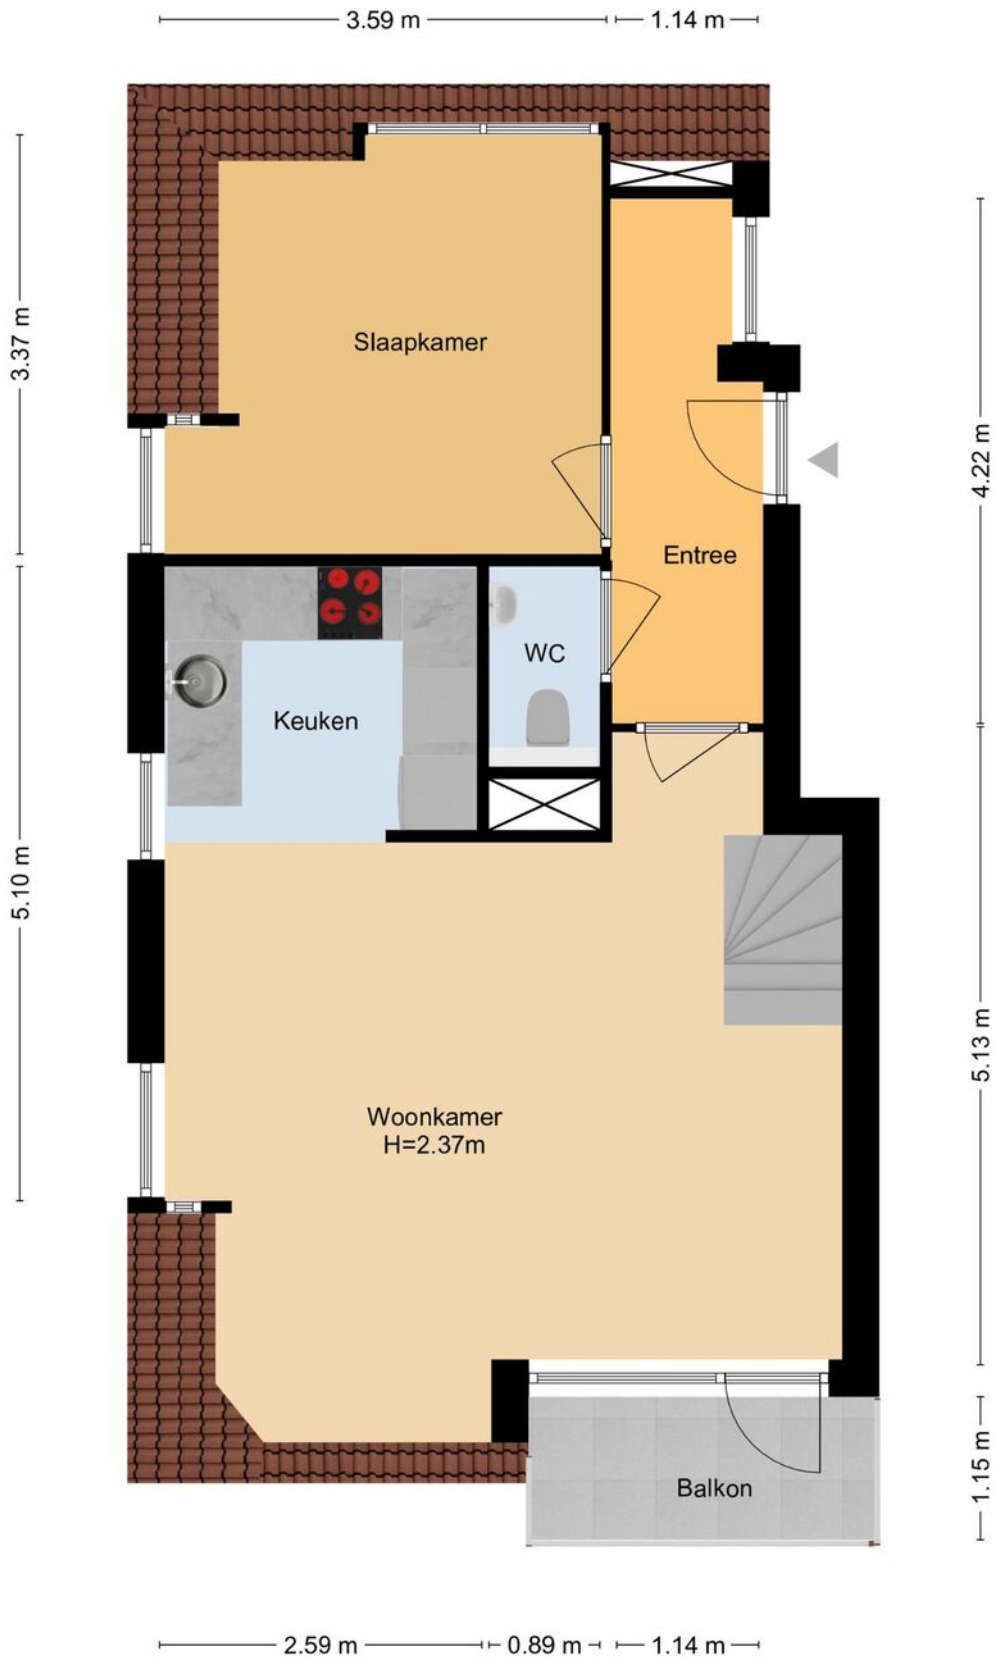 3.59 m
1.14 m
3.37 m
Slaapkamer
4.22 m
Entree
WC
Keuken
5.10 m
5.13 m
Woonkamer
H=2.37m
1.15 m
Balkon
2.59 m
0.89 m
1.14 m